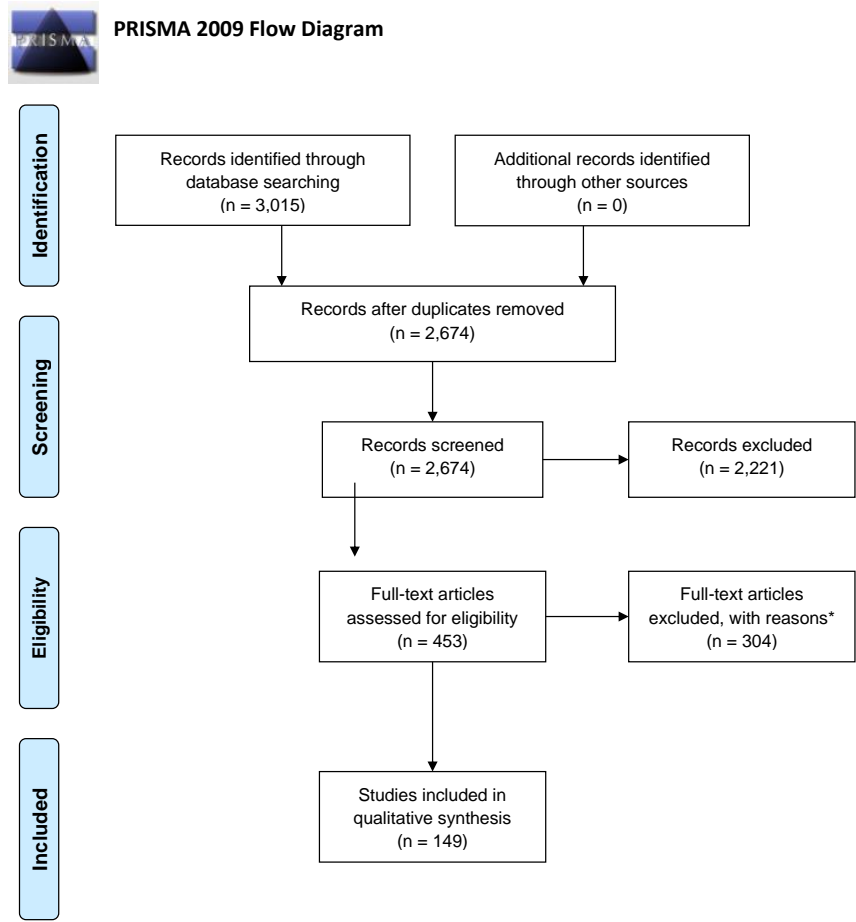 PRISMA
PRISMA 2009 Flow Diagram
Identification
Records identified through
database searching
(n = 3,015)
Additional records identified
through other sources
(n = 0)
Records after duplicates removed
(n = 2,674)
Screening
Records screened
(n = 2,674)
Records excluded
(n = 2,221)
Eligibility
Full-text articles
assessed for eligibility
(n = 453)
Full-text articles
excluded, with reasons*
(n = 304)
Included
Studies included in
qualitative synthesis
(n = 149)